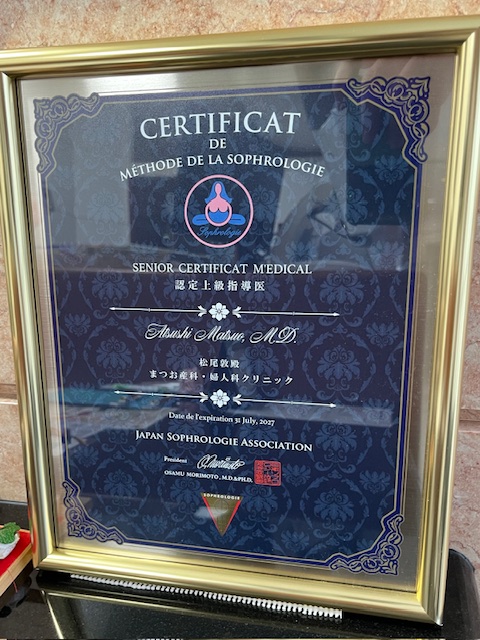 CERTIFICAT
DE
MÉTHODE DE LA SOPHROLOGIE
Sophrologie
SENIOR CERTIFICAT M'EDICAL
認定上級指導医
Atsushi Matsuo, M.D.
松尾敦殿
まつお産科・婦人科クリニック
Date de l'expiration 31 July, 2027
JAPAN SOPHROLOGIE ASSOCIATION
President O.Morimoto
OSAMU MORIMOTO, M.D.&PH.D.
SOPHROLOGIE